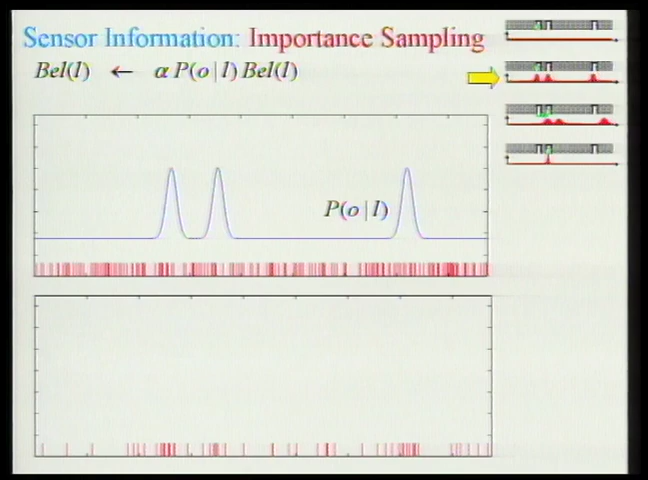 Sensor Information: Importance Sampling
Bel(l) ← α P(o | l) Bel(l)
P(o | l)